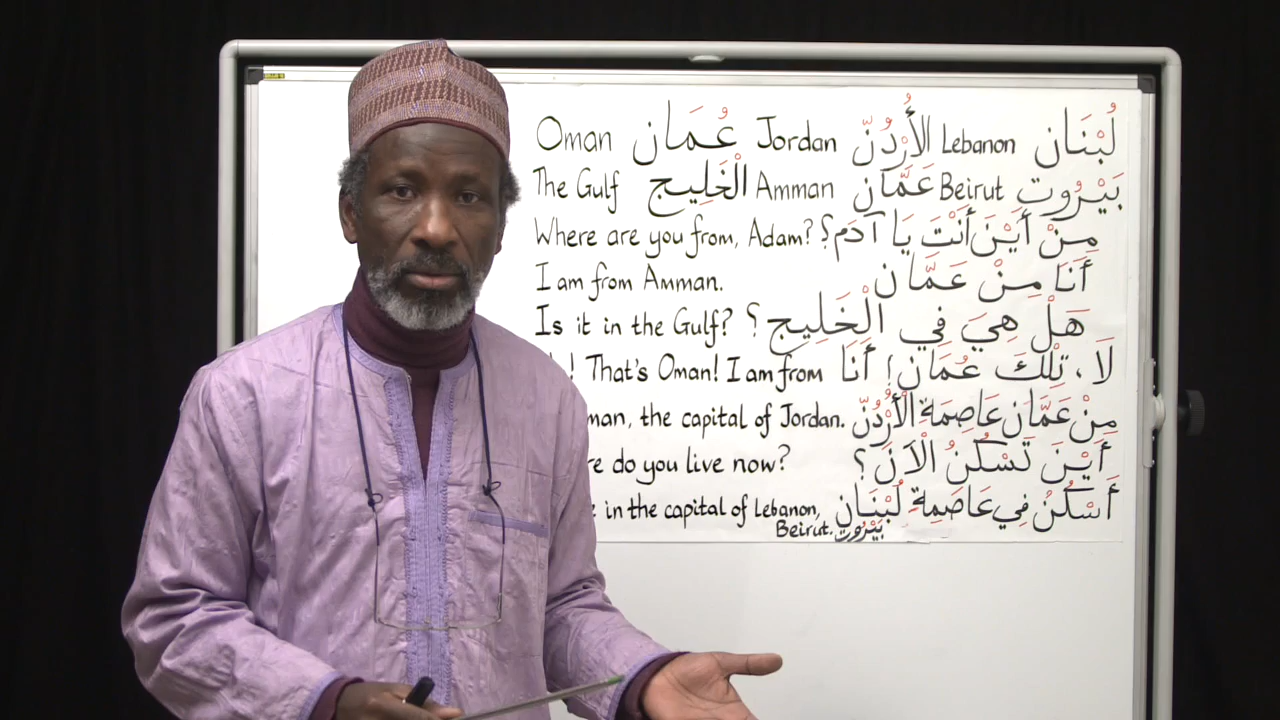 Oman عُمَان Jordan الأُرْدُنّ Lebanon لُبْنَان
The Gulf الْخَلِيج Amman عَمَّان Beirut بَيْرُوت
Where are you from, Adam? مِنْ أَيْنَ أَنْتَ يَا آدَم؟
I am from Amman. أَنَا مِنْ عَمَّان
Is it in the Gulf? هَلْ هِيَ فِي الْخَلِيج؟
! That's Oman! I am from لَا، تِلْكَ عُمَان! أَنَا
man, the capital of Jordan. مِنْ عَمَّان عَاصِمَةِ الْأُرْدُنّ
re do you live now? أَيْنَ تَسْكُنُ الْآنَ؟
e in the capital of Lebanon, أَسْكُنُ فِي عَاصِمَةِ لُبْنَان
Beirut. بَيْرُوت